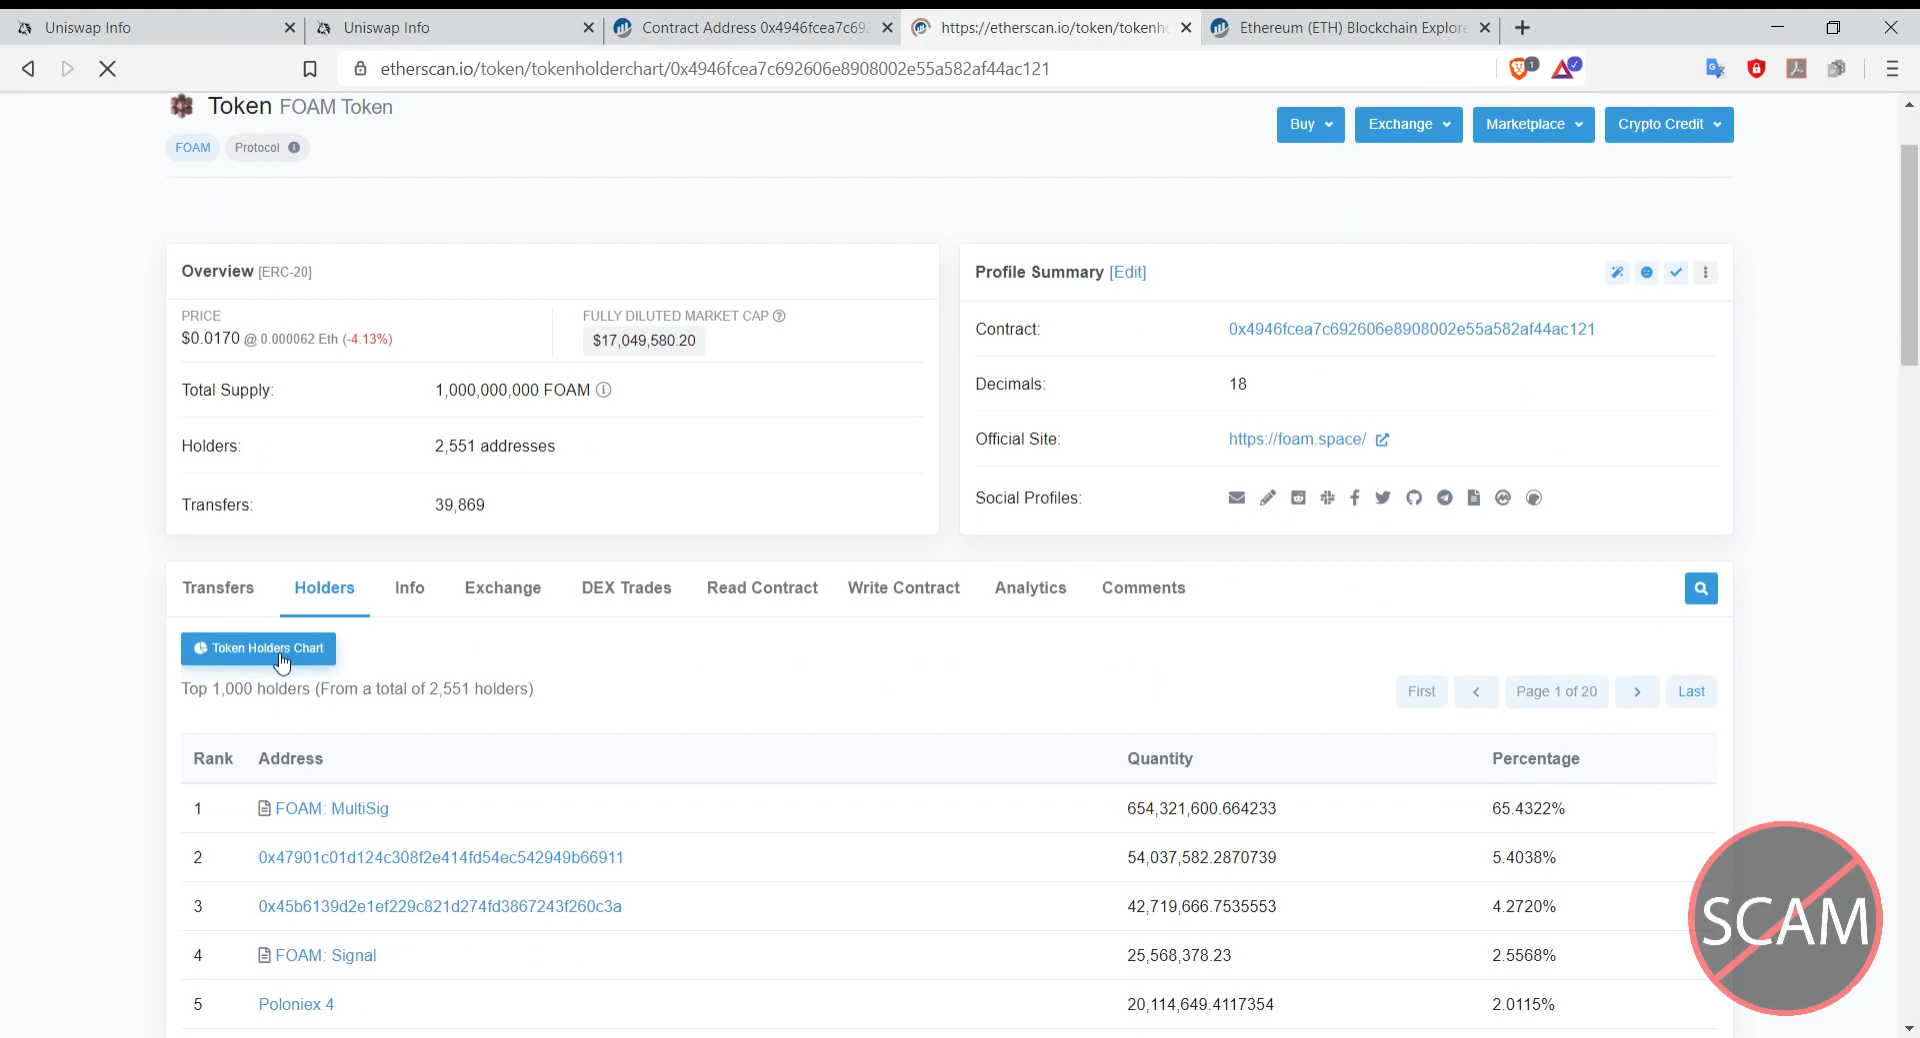 Uniswap Info
Uniswap Info
Contract Address 0x4946fcea7c692
https://etherscan.io/token/tokenho
Ethereum (ETH) Blockchain Explore
etherscan.io/token/tokenholderchart/0x4946fcea7c692606e8908002e55a582af44ac121
1
Token FOAM Token
Buy
Exchange
Marketplace
Crypto Credit
FOAM
Protocol
Overview [ERC-20]
PRICE
$0.0170 @ 0.000062 Eth (-4.13%)
FULLY DILUTED MARKET CAP
$17,049,580.20
Total Supply:
1,000,000,000 FOAM
Holders:
2,551 addresses
Transfers:
39,869
Profile Summary [Edit]
Contract:
0x4946fcea7c692606e8908002e55a582af44ac121
Decimals:
18
Official Site:
https://foam.space/
Social Profiles:
Transfers
Holders
Info
Exchange
DEX Trades
Read Contract
Write Contract
Analytics
Comments
Token Holders Chart
Top 1,000 holders (From a total of 2,551 holders)
First
Page 1 of 20
Last
Rank Address Quantity Percentage
1 FOAM: MultiSig 654,321,600.664233 65.4322%
2 0x47901c01d124c308f2e414fd54ec542949b66911 54,037,582.2870739 5.4038%
3 0x45b6139d2e1ef229c821d274fd3867243f260c3a 42,719,666.7535553 4.2720%
4 FOAM: Signal 25,568,378.23 2.5568%
5 Poloniex 4 20,114,649.4117354 2.0115%
SCAM